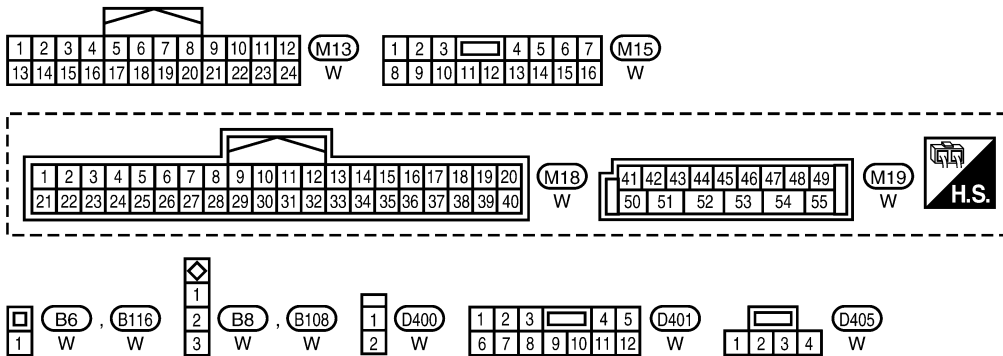 1 2 3 4 5 6 7 8 9 10 11 12 M13 1 2 3 4 5 6 7 M15
13 14 15 16 17 18 19 20 21 22 23 24 W 8 9 10 11 12 13 14 15 16 W
1 2 3 4 5 6 7 8 9 10 11 12 13 14 15 16 17 18 19 20 M18 41 42 43 44 45 46 47 48 49 M19
21 22 23 24 25 26 27 28 29 30 31 32 33 34 35 36 37 38 39 40 W 50 51 52 53 54 55 W H.S.
1
B6 , B116 2 B8 , B108 1 D400 1 2 3 4 5 D401 D405
1 W W 3 W W 2 W 6 7 8 9 10 11 12 W 1 2 3 4 W